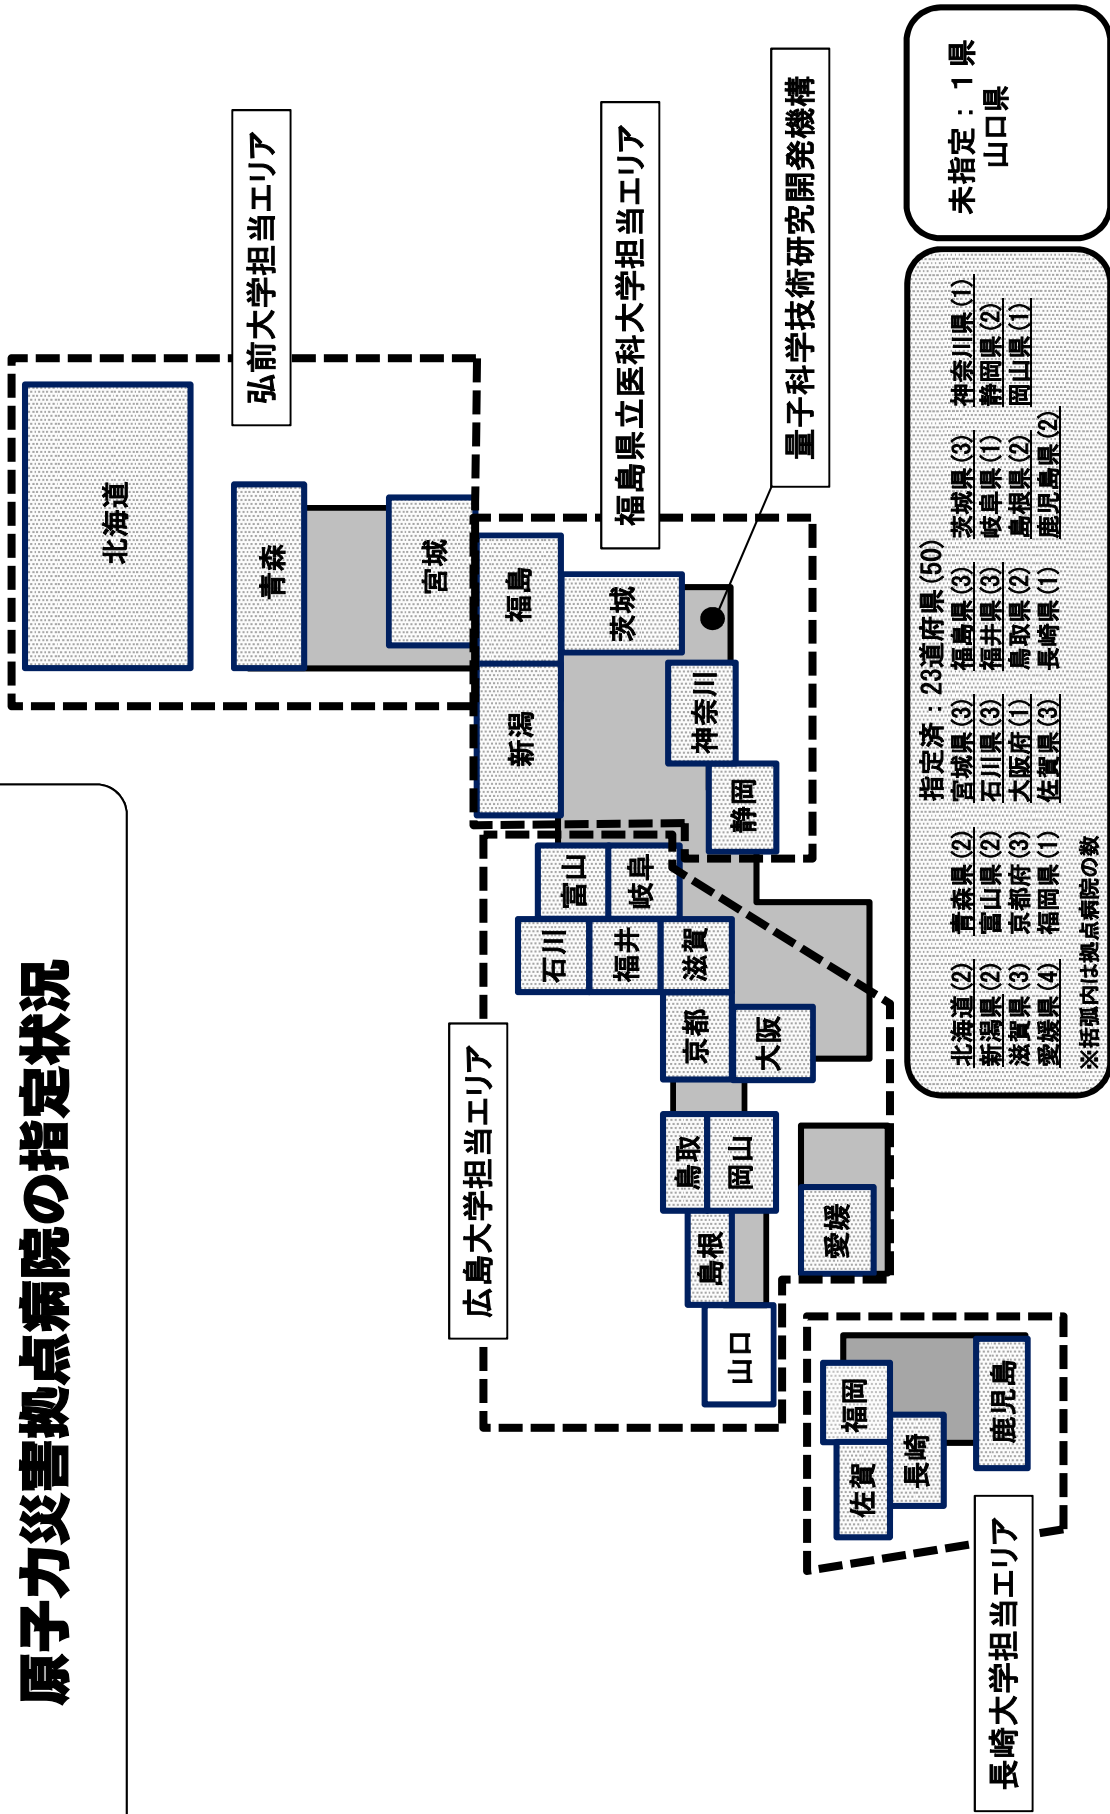 原子力災害拠点病院の指定状況
北海道
弘前大学担当エリア
青森
宮城
福島県立医科大学担当エリア
福島
新潟
茨城
量子科学技術研究開発機構
神奈川
静岡
広島大学担当エリア
富山
岐阜
石川
福井
滋賀
京都
大阪
鳥取
岡山
島根
山口
愛媛
福岡
佐賀
長崎
鹿児島
長崎大学担当エリア
指定済：23道府県(50)
北海道(2) 青森県(2) 宮城県(3) 福島県(3) 茨城県(3) 神奈川県(1)
新潟県(2) 富山県(2) 石川県(3) 福井県(3) 岐阜県(1) 静岡県(2)
滋賀県(3) 京都府(3) 大阪府(1) 鳥取県(2) 島根県(2) 岡山県(1)
愛媛県(4) 福岡県(1) 佐賀県(3) 長崎県(1) 鹿児島県(2)
※括弧内は拠点病院の数
未指定：１県
山口県